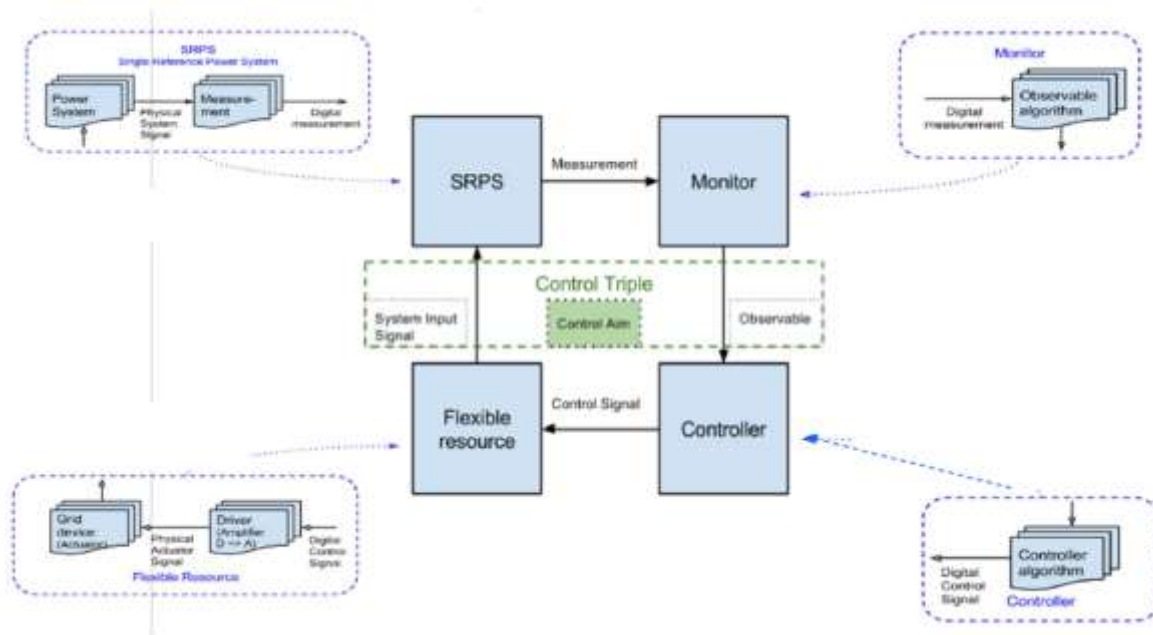 SRPS
Single Reference Power System
Power
System
Measure-
ment
Physical
System
Signal
Digital
measurement
Monitor
Observable
algorithm
Digital
measurement
SRPS
Measurement
Monitor
Control Triple
System Input
Signal
Control Aim
Observable
Flexible
resource
Control Signal
Controller
Grid
device
(Actuator)
Physical
Actuator
Signal
Driver
(Amplifier
D => A)
Digital
Control
Signal
Flexible Resource
Controller
algorithm
Digital
Control
Signal
Controller